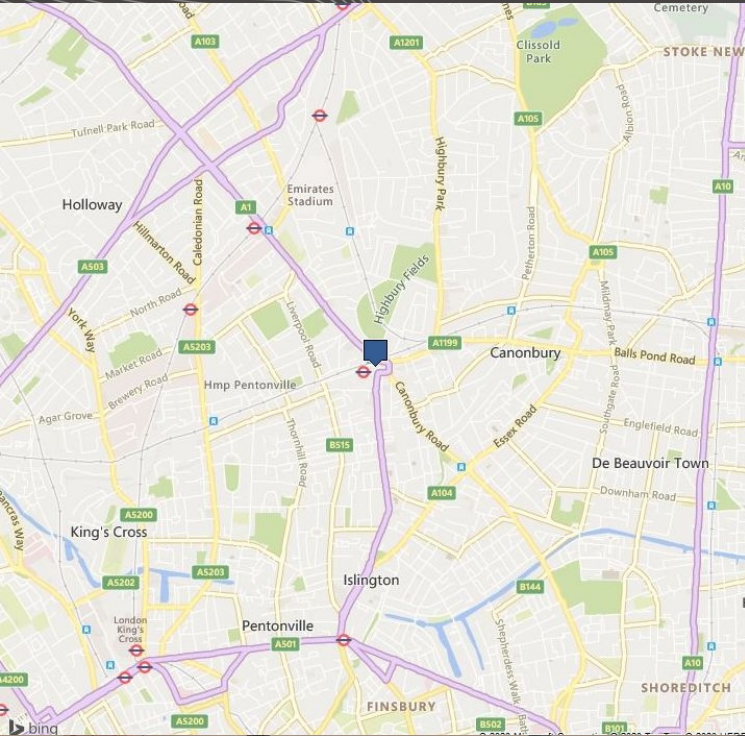 Cemetery
A103
A1201
Clissold
Park
STOKE NEW
Tufnell Park Road
A105
Albion Road
Highbury Park
Emirates
Stadium
A10
Holloway
Caledonian Road
A1
Petherton Road
Hillmarton Road
A105
A503
Highbury Fields
North Road
Liverpool Road
Mildmay Park
York Way
A5203
A1199
Canonbury
Balls Pond Road
Market Road
Brewery Road
Hmp Pentonville
Canonbury Road
Southgate Road
Agar Grove
Essex Road
Englefield Road
B515
Thornhill Road
De Beauvoir Town
A104
Downham Road
ancras Way
A5200
King's Cross
A5203
A5202
Islington
B144
London
King's
Cross
Pentonville
A501
Shepherdess Walk
A10
A4200
SHOREDITCH
FINSBURY
A5200
B502
B101
bing